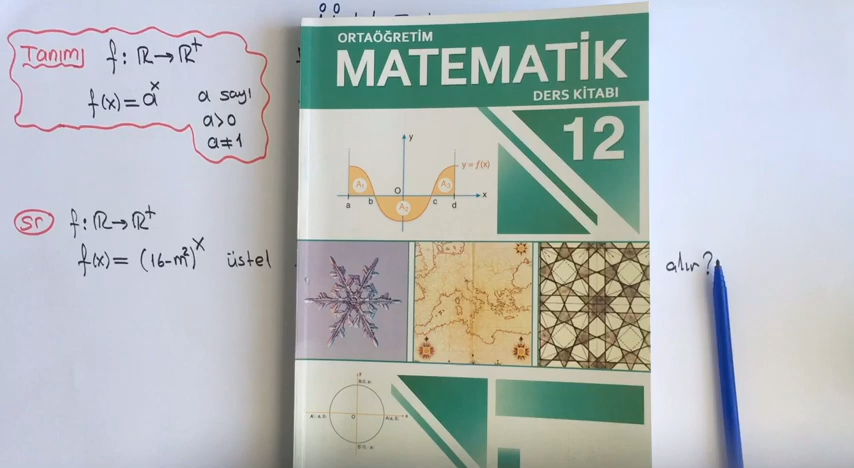 Tanımı f : ℝ→ℝ⁺
f(x) = aˣ
a sayı
a>0
a≠1
Sr f : ℝ→ℝ⁺
f(x) = (16-m²)ˣ üstel
alır?
ORTAÖĞRETİM
MATEMATİK
DERS KİTABI
12
y
y = f(x)
A₁ A₂ A₃
O
a b c d x